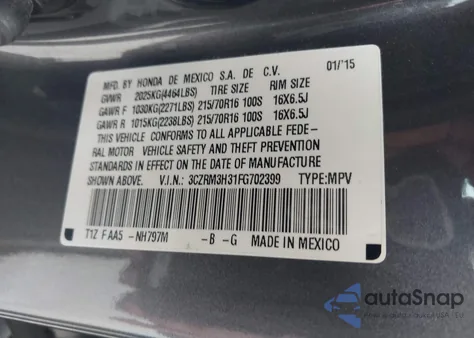 MFD. BY HONDA DE MEXICO S.A. DE C.V. 01/'15
GVWR 2025KG(4464LBS) TIRE SIZE RIM SIZE
GAWR F 1030KG(2271LBS) 215/70R16 100S 16X6.5J
GAWR R 1015KG(2238LBS) 215/70R16 100S 16X6.5J
THIS VEHICLE CONFORMS TO ALL APPLICABLE FEDE-
RAL MOTOR VEHICLE SAFETY AND THEFT PREVENTION
STANDARDS IN EFFECT ON THE DATE OF MANUFACTURE
SHOWN ABOVE. V.I.N.: 3CZRM3H31FG702399 TYPE:MPV
T1Z F AA5- NH797M -B -G MADE IN MEXICO
autoSnap